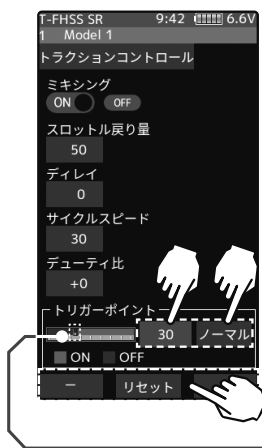 T-FHSS SR 9:42 6.6V
1 Model 1
トラクションコントロール
ミキシング
ON OFF
スロットル戻り量
50
ディレイ
0
サイクルスピード
30
デューティ比
+0
トリガーポイント
30 ノーマル
ON OFF
− リセット